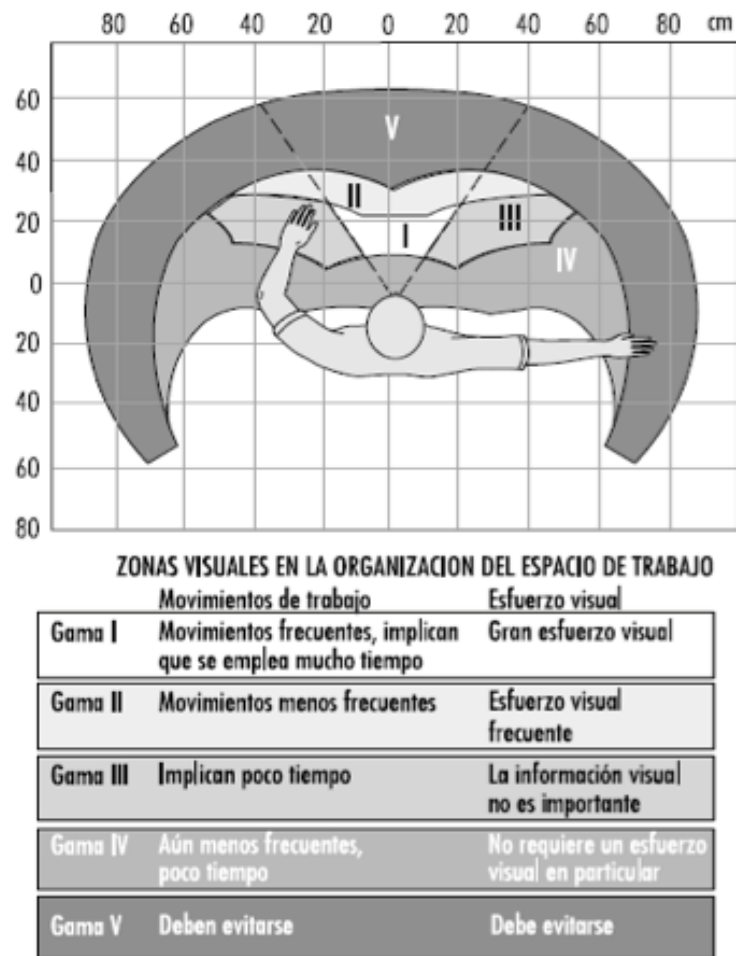 80 60 40 20 0 20 40 60 80 cm
60
40
20
0
20
40
60
80
V
II
I
III
IV
ZONAS VISUALES EN LA ORGANIZACION DEL ESPACIO DE TRABAJO
Movimientos de trabajo Esfuerzo visual
Gama I Movimientos frecuentes, implican Gran esfuerzo visual
que se emplea mucho tiempo
Gama II Movimientos menos frecuentes Esfuerzo visual
frecuente
Gama III Implican poco tiempo La información visual
no es importante
Gama IV Aún menos frecuentes, No requiere un esfuerzo
poco tiempo visual en particular
Gama V Deben evitarse Debe evitarse